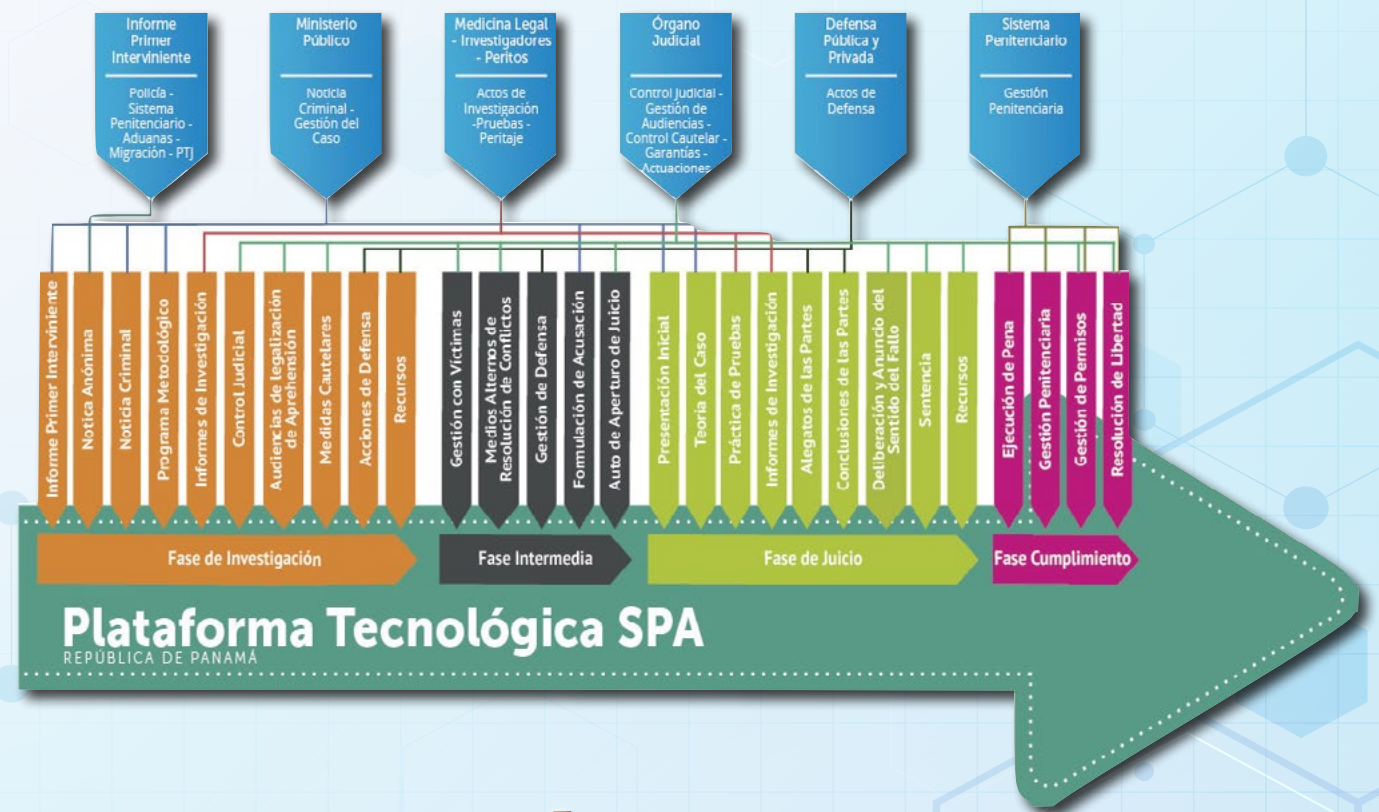 Informe
Primer
Interviniente
Policía -
Sistema
Penitenciario -
Aduanas -
Migración - PTJ
Ministerio
Público
Noticia
Criminal -
Gestión del
Caso
Medicina Legal
- Investigadores
- Peritos
Actos de
Investigación
-Pruebas -
Peritaje
Órgano
Judicial
Control Judicial -
Gestión de
Audiencias -
Control Cautelar -
Garantías -
Actuaciones
Defensa
Pública y
Privada
Actos de
Defensa
Sistema
Penitenciario
Gestión
Penitenciaria
Informe Primer Interviniente
Notica Anónima
Noticia Criminal
Programa Metodológico
Informes de Investigación
Control Judicial
Audiencias de legalización
de Aprehensión
Medidas Cautelares
Acciones de Defensa
Recursos
Gestión con Víctimas
Medios Alternos de
Resolución de Conflictos
Gestión de Defensa
Formulación de Acusación
Auto de Aperturo de Juicio
Presentación Inicial
Teoría del Caso
Práctica de Pruebas
Informes de Investigación
Alegatos de las Partes
Conclusiones de las Partes
Deliberación y Anuncio del
Sentido del Fallo
Sentencia
Recursos
Ejecución de Pena
Gestión Penitenciaria
Gestión de Permisos
Resolución de Libertad
Fase de Investigación
Fase Intermedia
Fase de Juicio
Fase Cumplimiento
Plataforma Tecnológica SPA
REPÚBLICA DE PANAMÁ